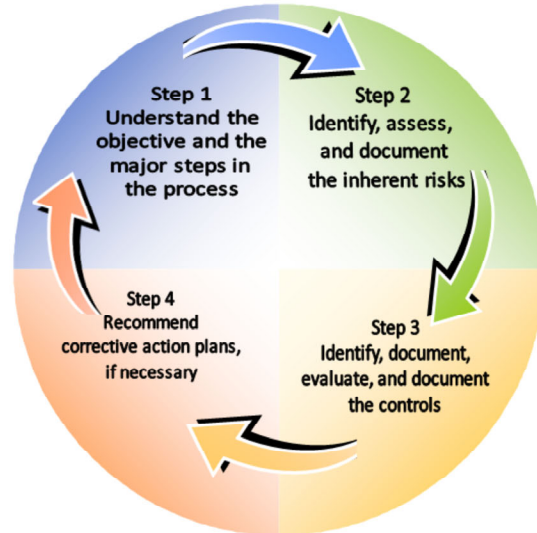 Step 1
Understand the
objective and the
major steps in
the process
Step 2
Identify, assess,
and document
the inherent risks
Step 3
Identify, document,
evaluate, and document
the controls
Step 4
Recommend
corrective action plans,
if necessary